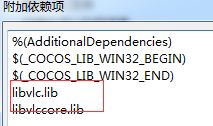 附加依赖项
%(AdditionalDependencies)
$(_COCOS_LIB_WIN32_BEGIN)
$(_COCOS_LIB_WIN32_END)
libvlc.lib
libvlccore.lib